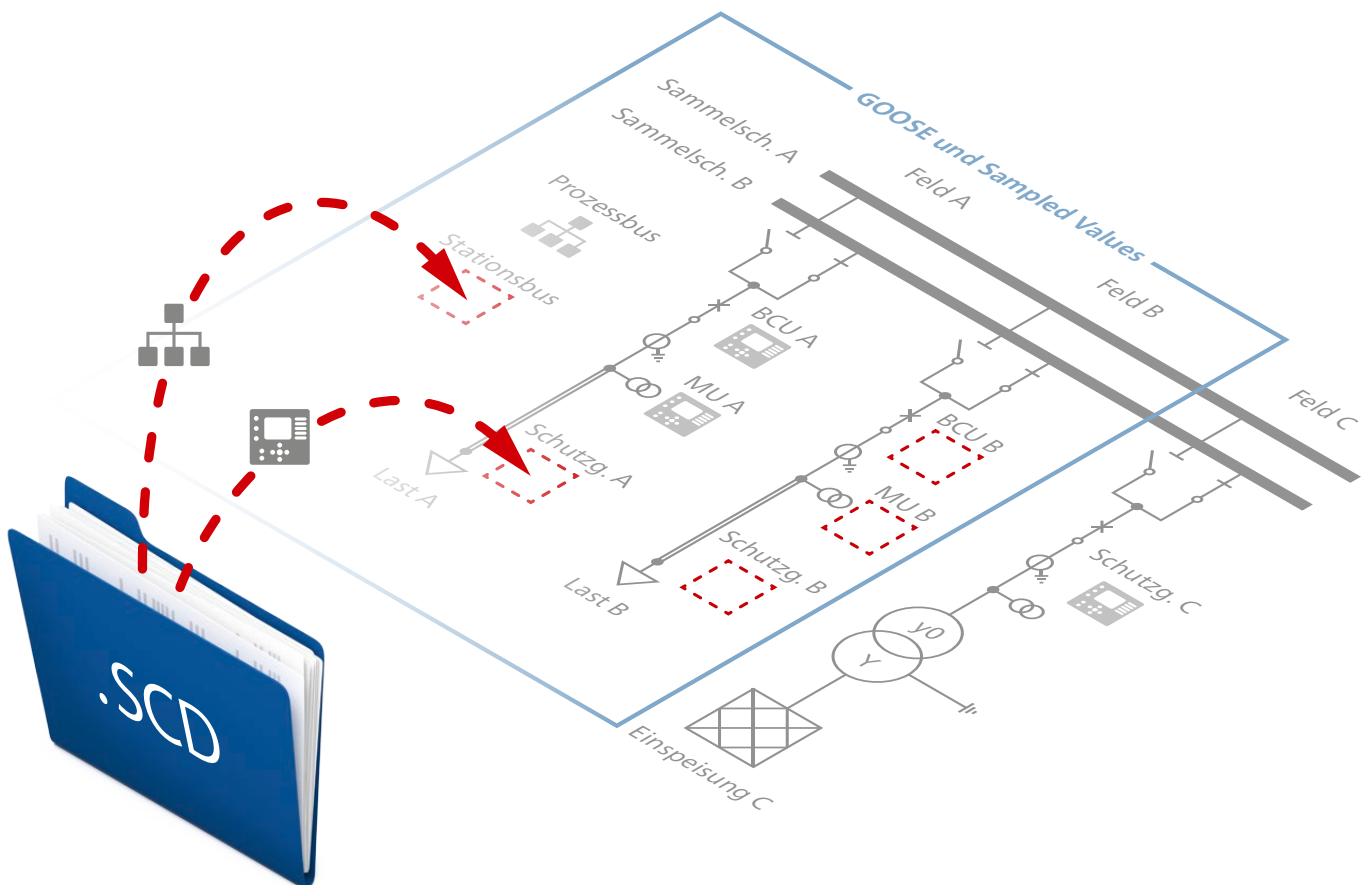 GOOSE und Sampled Values
Sammelsch. A
Sammelsch. B
Feld A
Prozessbus
Stationsbus
Feld B
BCU A
MU A
Feld C
Schutzg. A
BCU B
Last A
MU B
Schutzg. B
Schutzg. C
Last B
y0
Y
.SCD
Einspeisung C